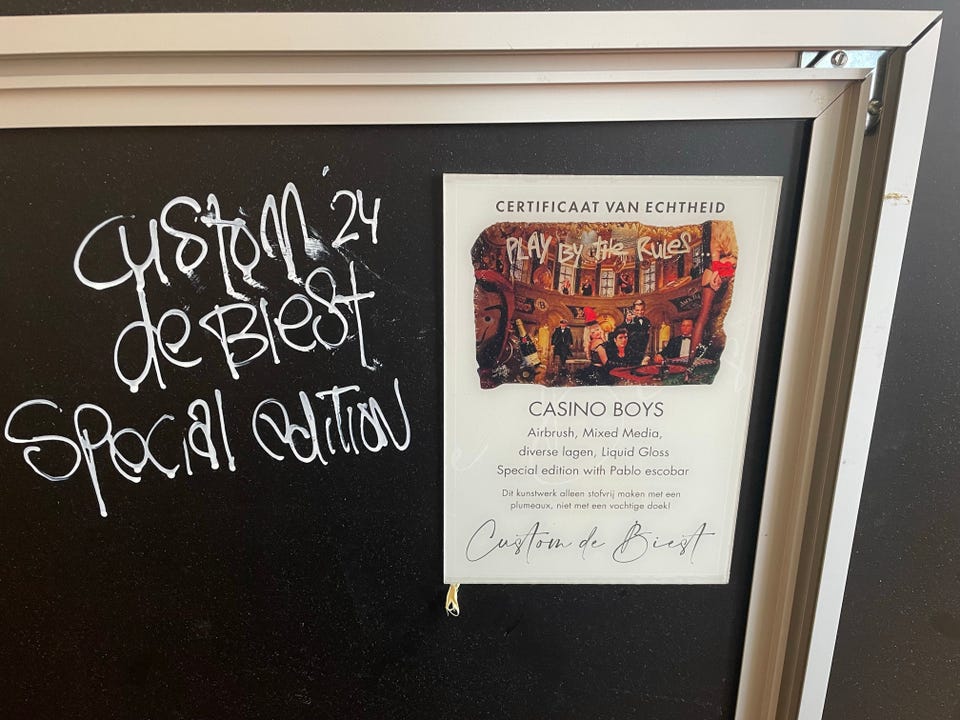 Custom '24
de Biest
Special edition
CERTIFICAAT VAN ECHTHEID
PLAY BY the RULES
CASINO BOYS
Airbrush, Mixed Media,
diverse lagen, Liquid Gloss
Special edition with Pablo escobar
Dit kunstwerk alleen stofvrij maken met een
plumeaux, niet met een vochtige doek!
Custom de Biest